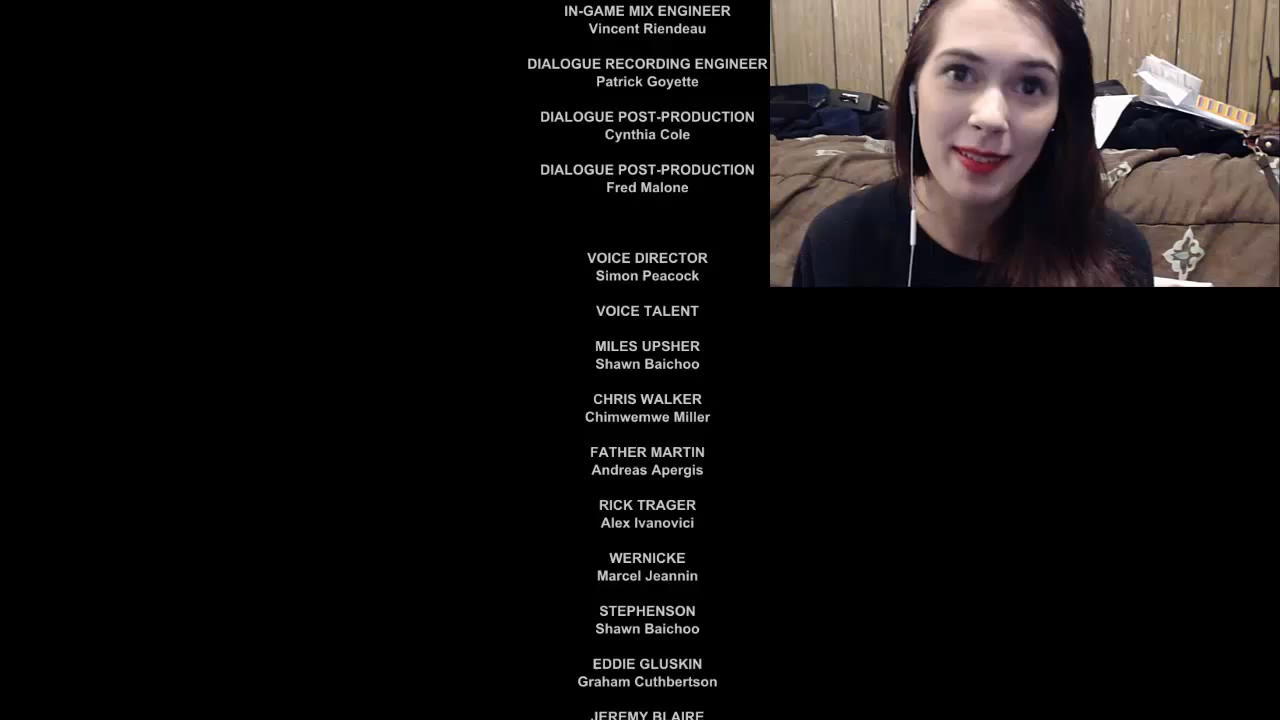 IN-GAME MIX ENGINEER
Vincent Riendeau
DIALOGUE RECORDING ENGINEER
Patrick Goyette
DIALOGUE POST-PRODUCTION
Cynthia Cole
DIALOGUE POST-PRODUCTION
Fred Malone
VOICE DIRECTOR
Simon Peacock
VOICE TALENT
MILES UPSHER
Shawn Baichoo
CHRIS WALKER
Chimwemwe Miller
FATHER MARTIN
Andreas Apergis
RICK TRAGER
Alex Ivanovici
WERNICKE
Marcel Jeannin
STEPHENSON
Shawn Baichoo
EDDIE GLUSKIN
Graham Cuthbertson
JEREMY BLAIRE